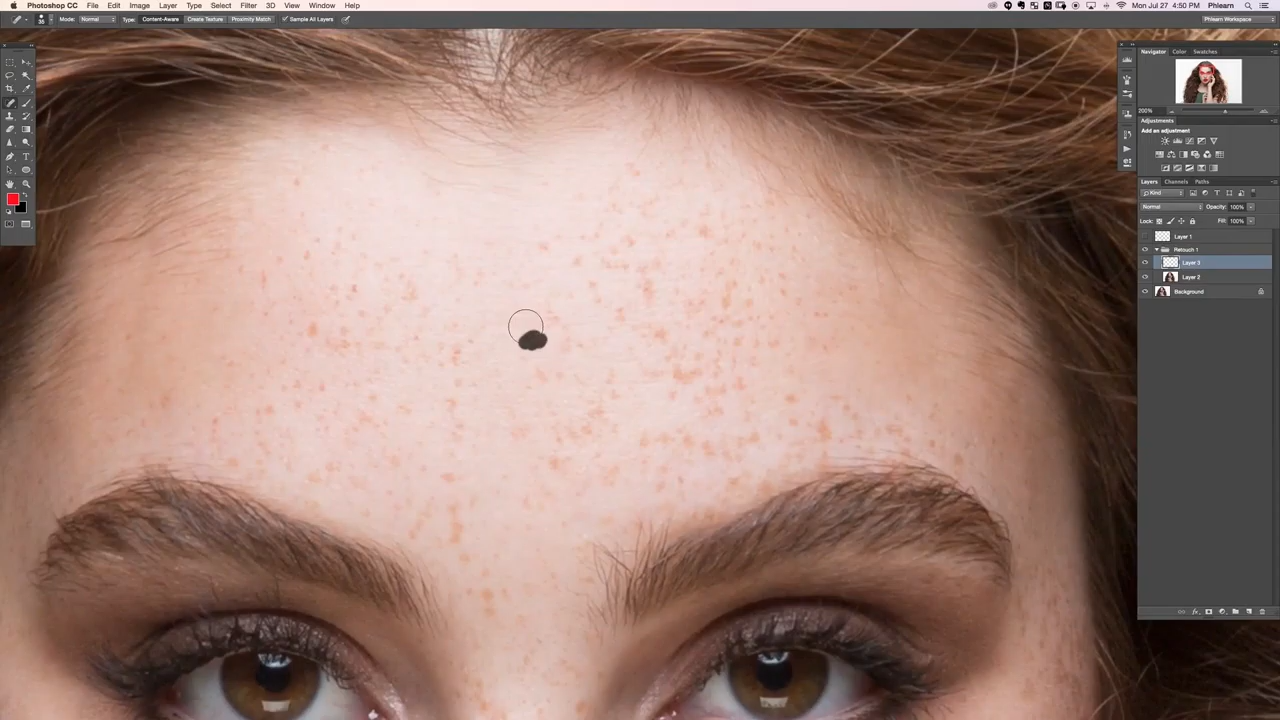 Photoshop CC File Edit Image Layer Type Select Filter 3D View Window Help Mon Jul 27 4:50 PM Phlearn
35 Mode: Normal Type: Content-Aware Create Texture Proximity Match Sample All Layers Phlearn Workspace
Navigator Color Swatches
200%
Adjustments
Add an adjustment
Layers Channels Paths
Kind
Normal Opacity: 100%
Lock: Fill: 100%
Layer 1
Retouch 1
Layer 3
Layer 2
Background